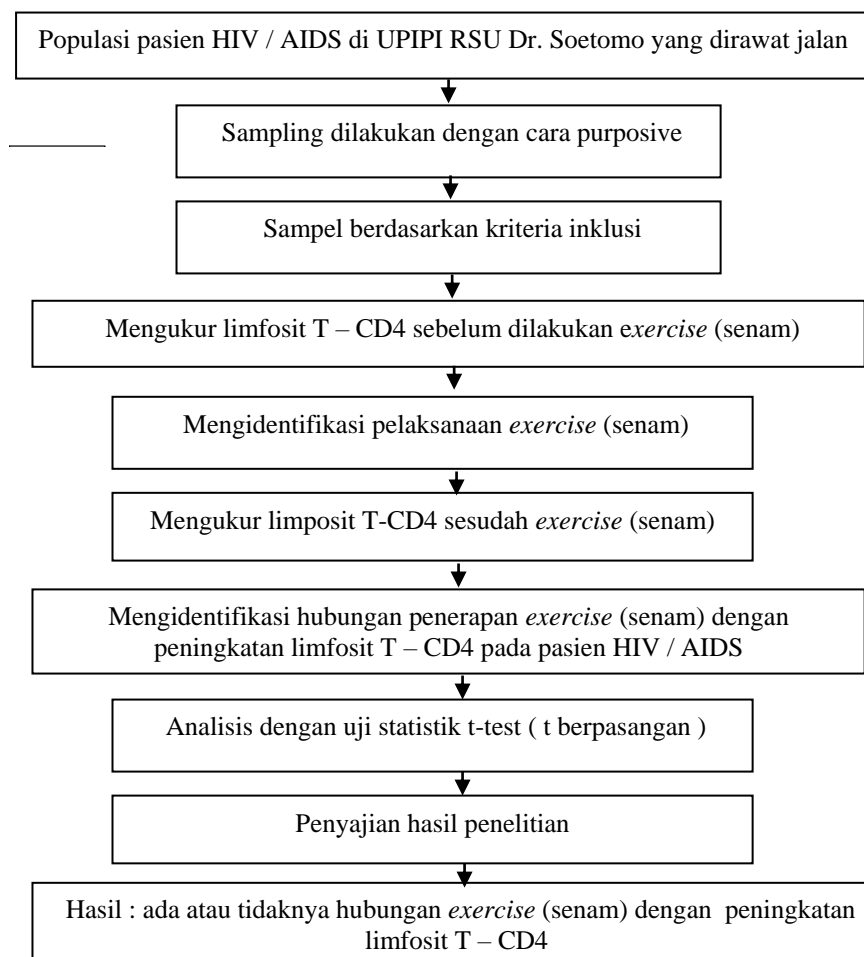 Populasi pasien HIV / AIDS di UPIPI RSU Dr. Soetomo yang dirawat jalan
Sampling dilakukan dengan cara purposive
Sampel berdasarkan kriteria inklusi
Mengukur limfosit T – CD4 sebelum dilakukan exercise (senam)
Mengidentifikasi pelaksanaan exercise (senam)
Mengukur limposit T-CD4 sesudah exercise (senam)
Mengidentifikasi hubungan penerapan exercise (senam) dengan
peningkatan limfosit T – CD4 pada pasien HIV / AIDS
Analisis dengan uji statistik t-test ( t berpasangan )
Penyajian hasil penelitian
Hasil : ada atau tidaknya hubungan exercise (senam) dengan peningkatan
limfosit T – CD4